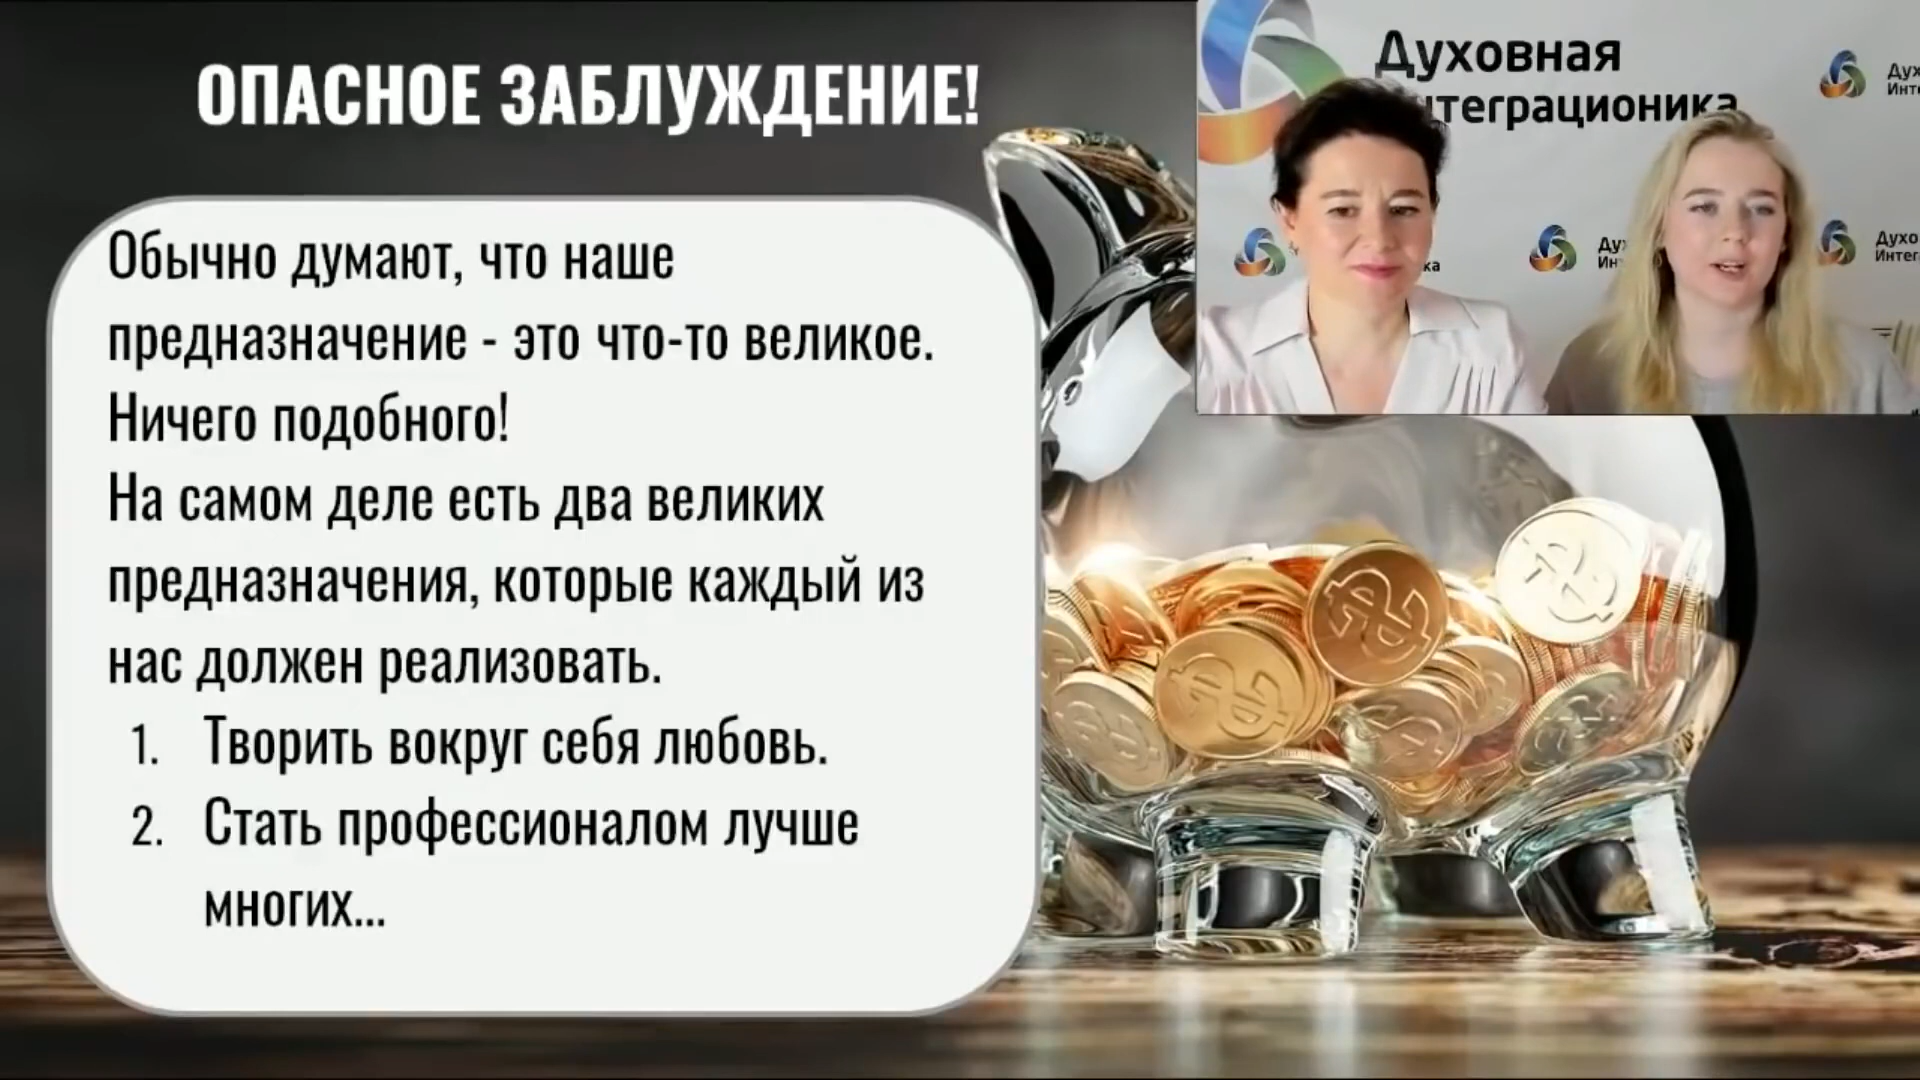 ОПАСНОЕ ЗАБЛУЖДЕНИЕ!
Обычно думают, что наше
предназначение - это что-то великое.
Ничего подобного!
На самом деле есть два великих
предназначения, которые каждый из
нас должен реализовать.
1. Творить вокруг себя любовь.
2. Стать профессионалом лучше
многих...
Духовная
теграционика